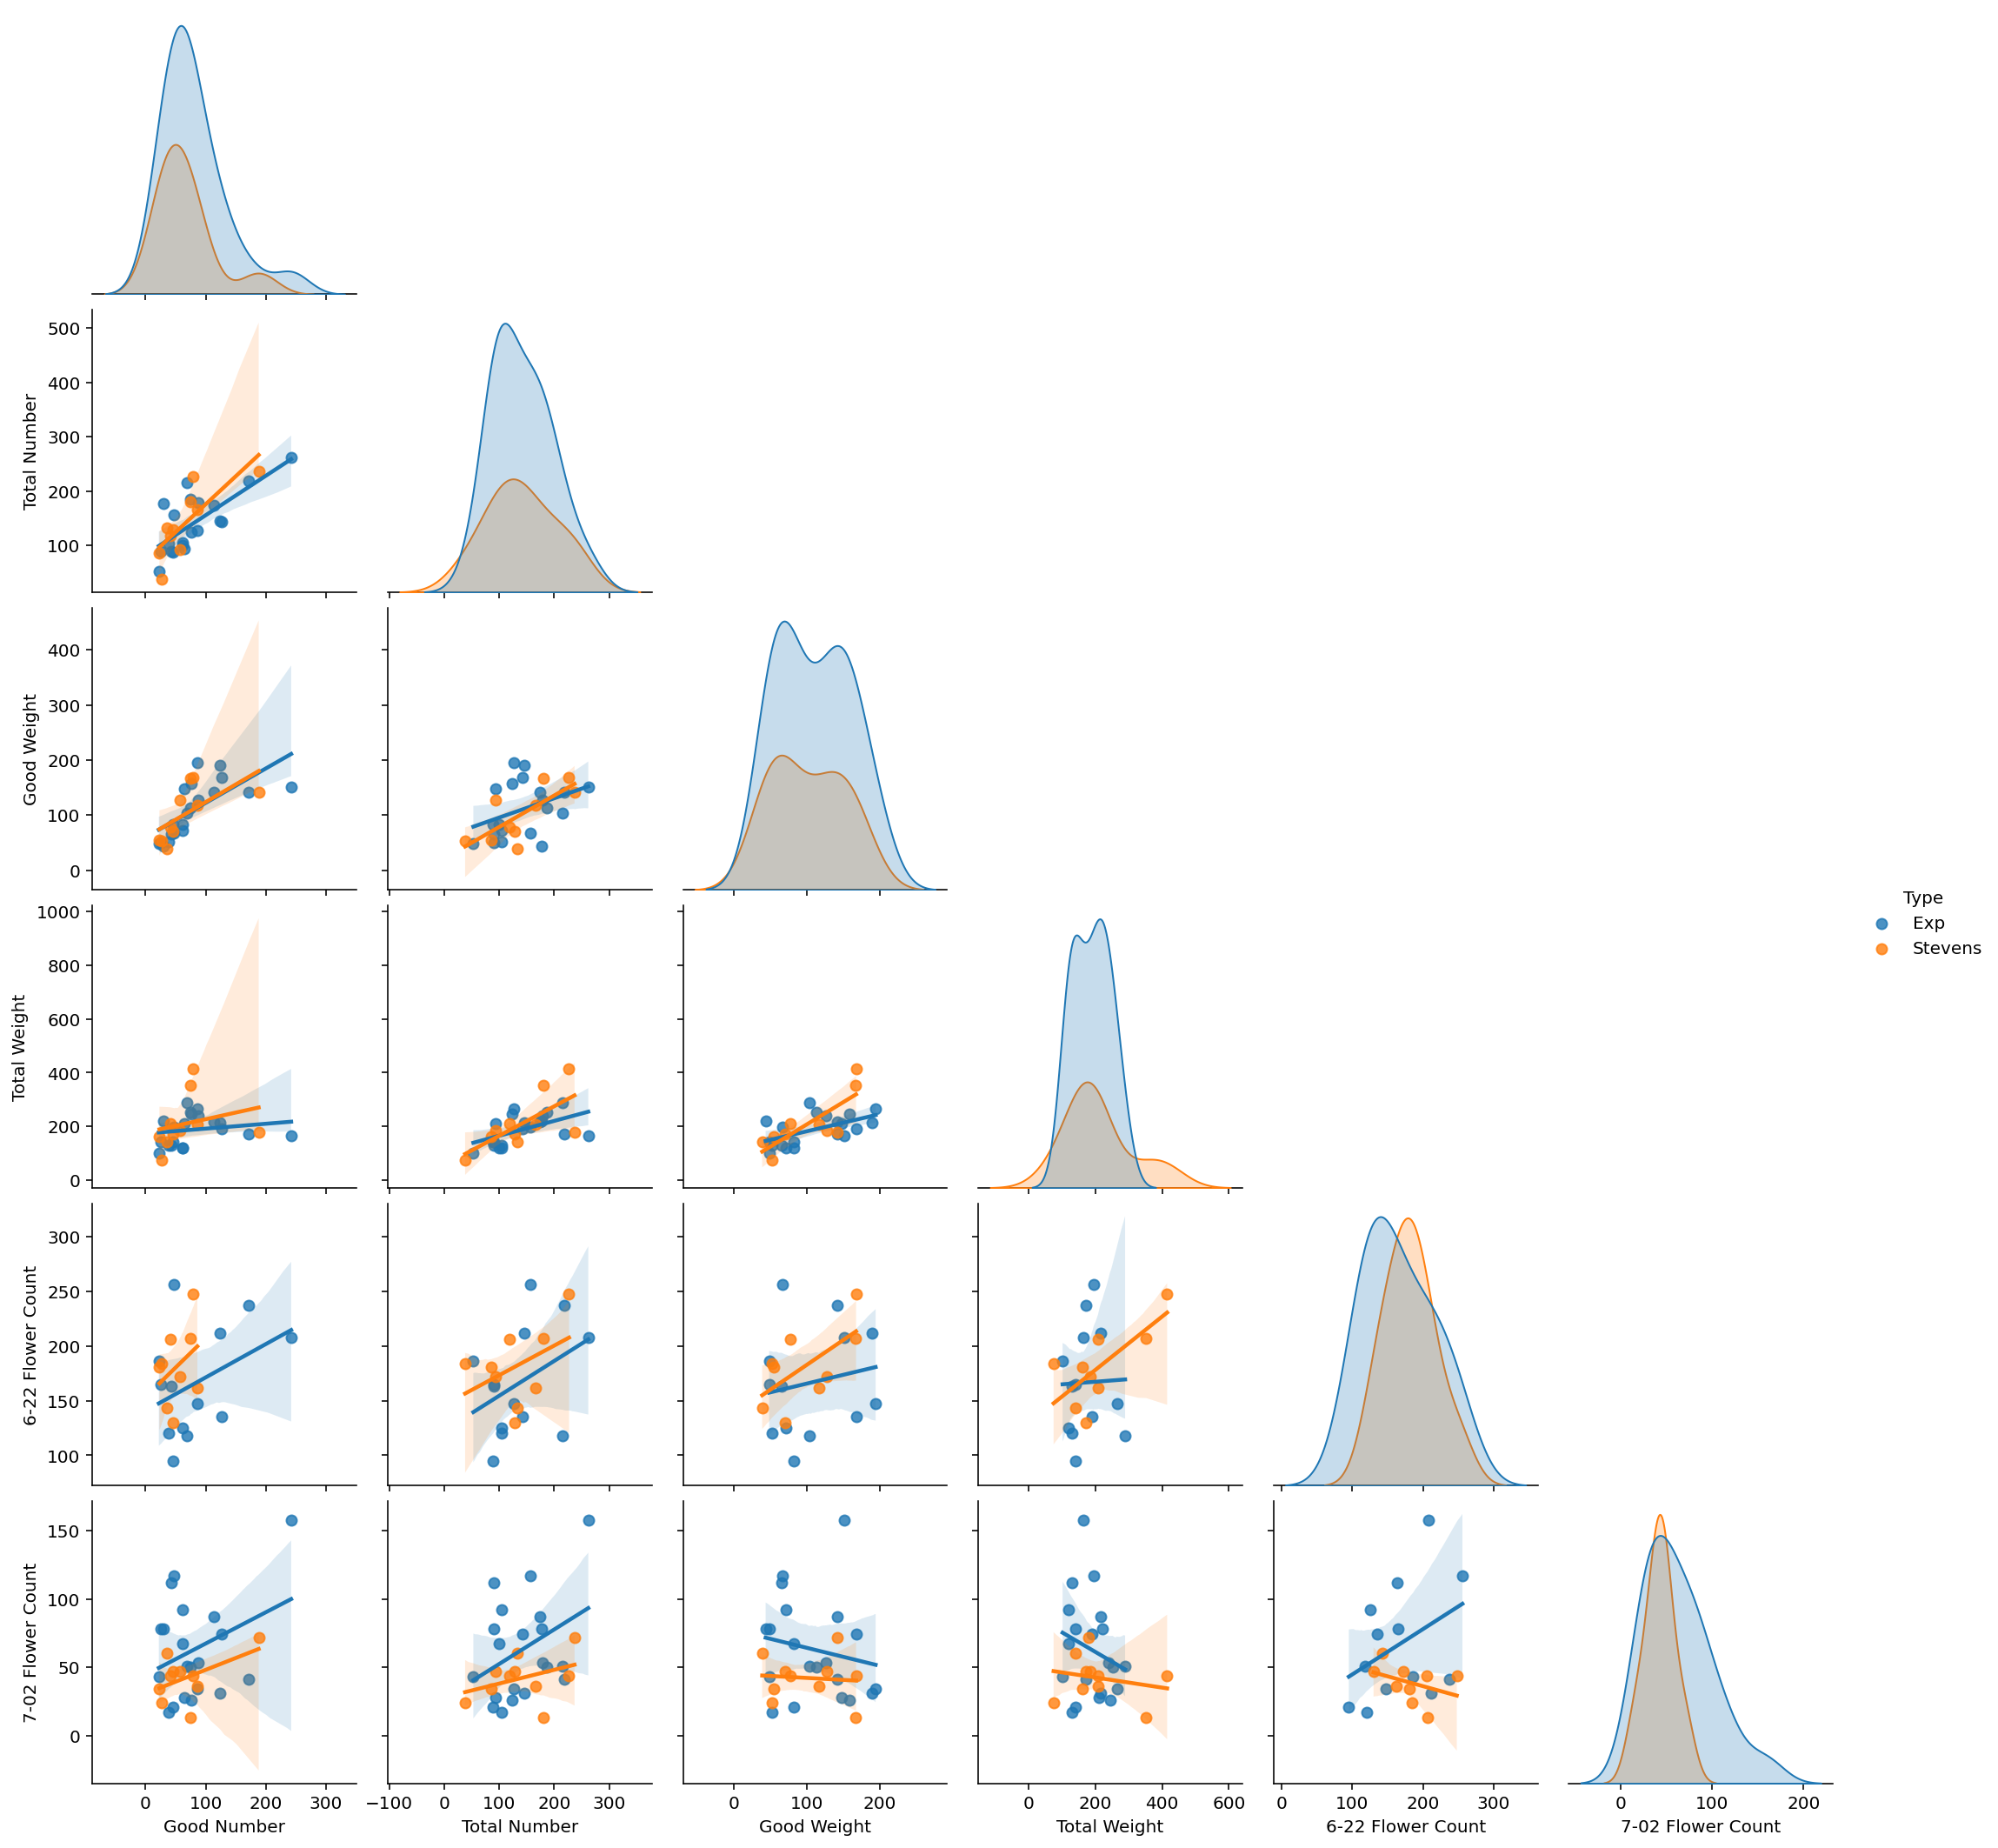 500
400
300
200
100
Total Number
400
300
200
100
0
Good Weight
1000
800
600
400
200
0
Total Weight
Type
Exp
Stevens
300
250
200
150
100
6-22 Flower Count
150
100
50
0
7-02 Flower Count
0 100 200 300
Good Number
−100 0 100 200 300
Total Number
0 100 200
Good Weight
0 200 400 600
Total Weight
0 100 200 300
6-22 Flower Count
0 100 200
7-02 Flower Count